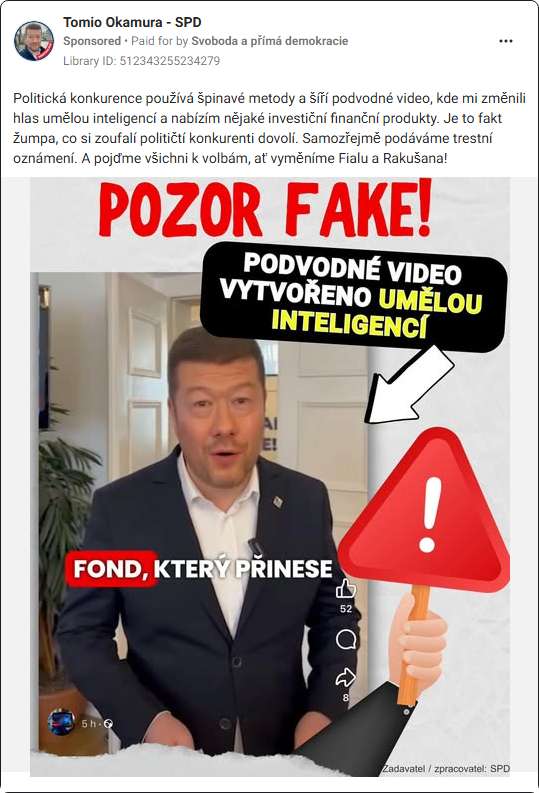 Tomio Okamura - SPD
Sponsored • Paid for by Svoboda a přímá demokracie
Library ID: 512343255234279
Politická konkurence používá špinavé metody a šíří podvodné video, kde mi změnili
hlas umělou inteligencí a nabízím nějaké investiční finanční produkty. Je to fakt
žumpa, co si zoufalí političtí konkurenti dovolí. Samozřejmě podáváme trestní
oznámení. A pojďme všichni k volbám, ať vyměníme Fialu a Rakušana!
POZOR FAKE!
PODVODNÉ VIDEO
VYTVOŘENO UMĚLOU
INTELIGENCÍ
FOND, KTERÝ PŘINESE
52
8
5 h
Zadavatel / zpracovatel: SPD